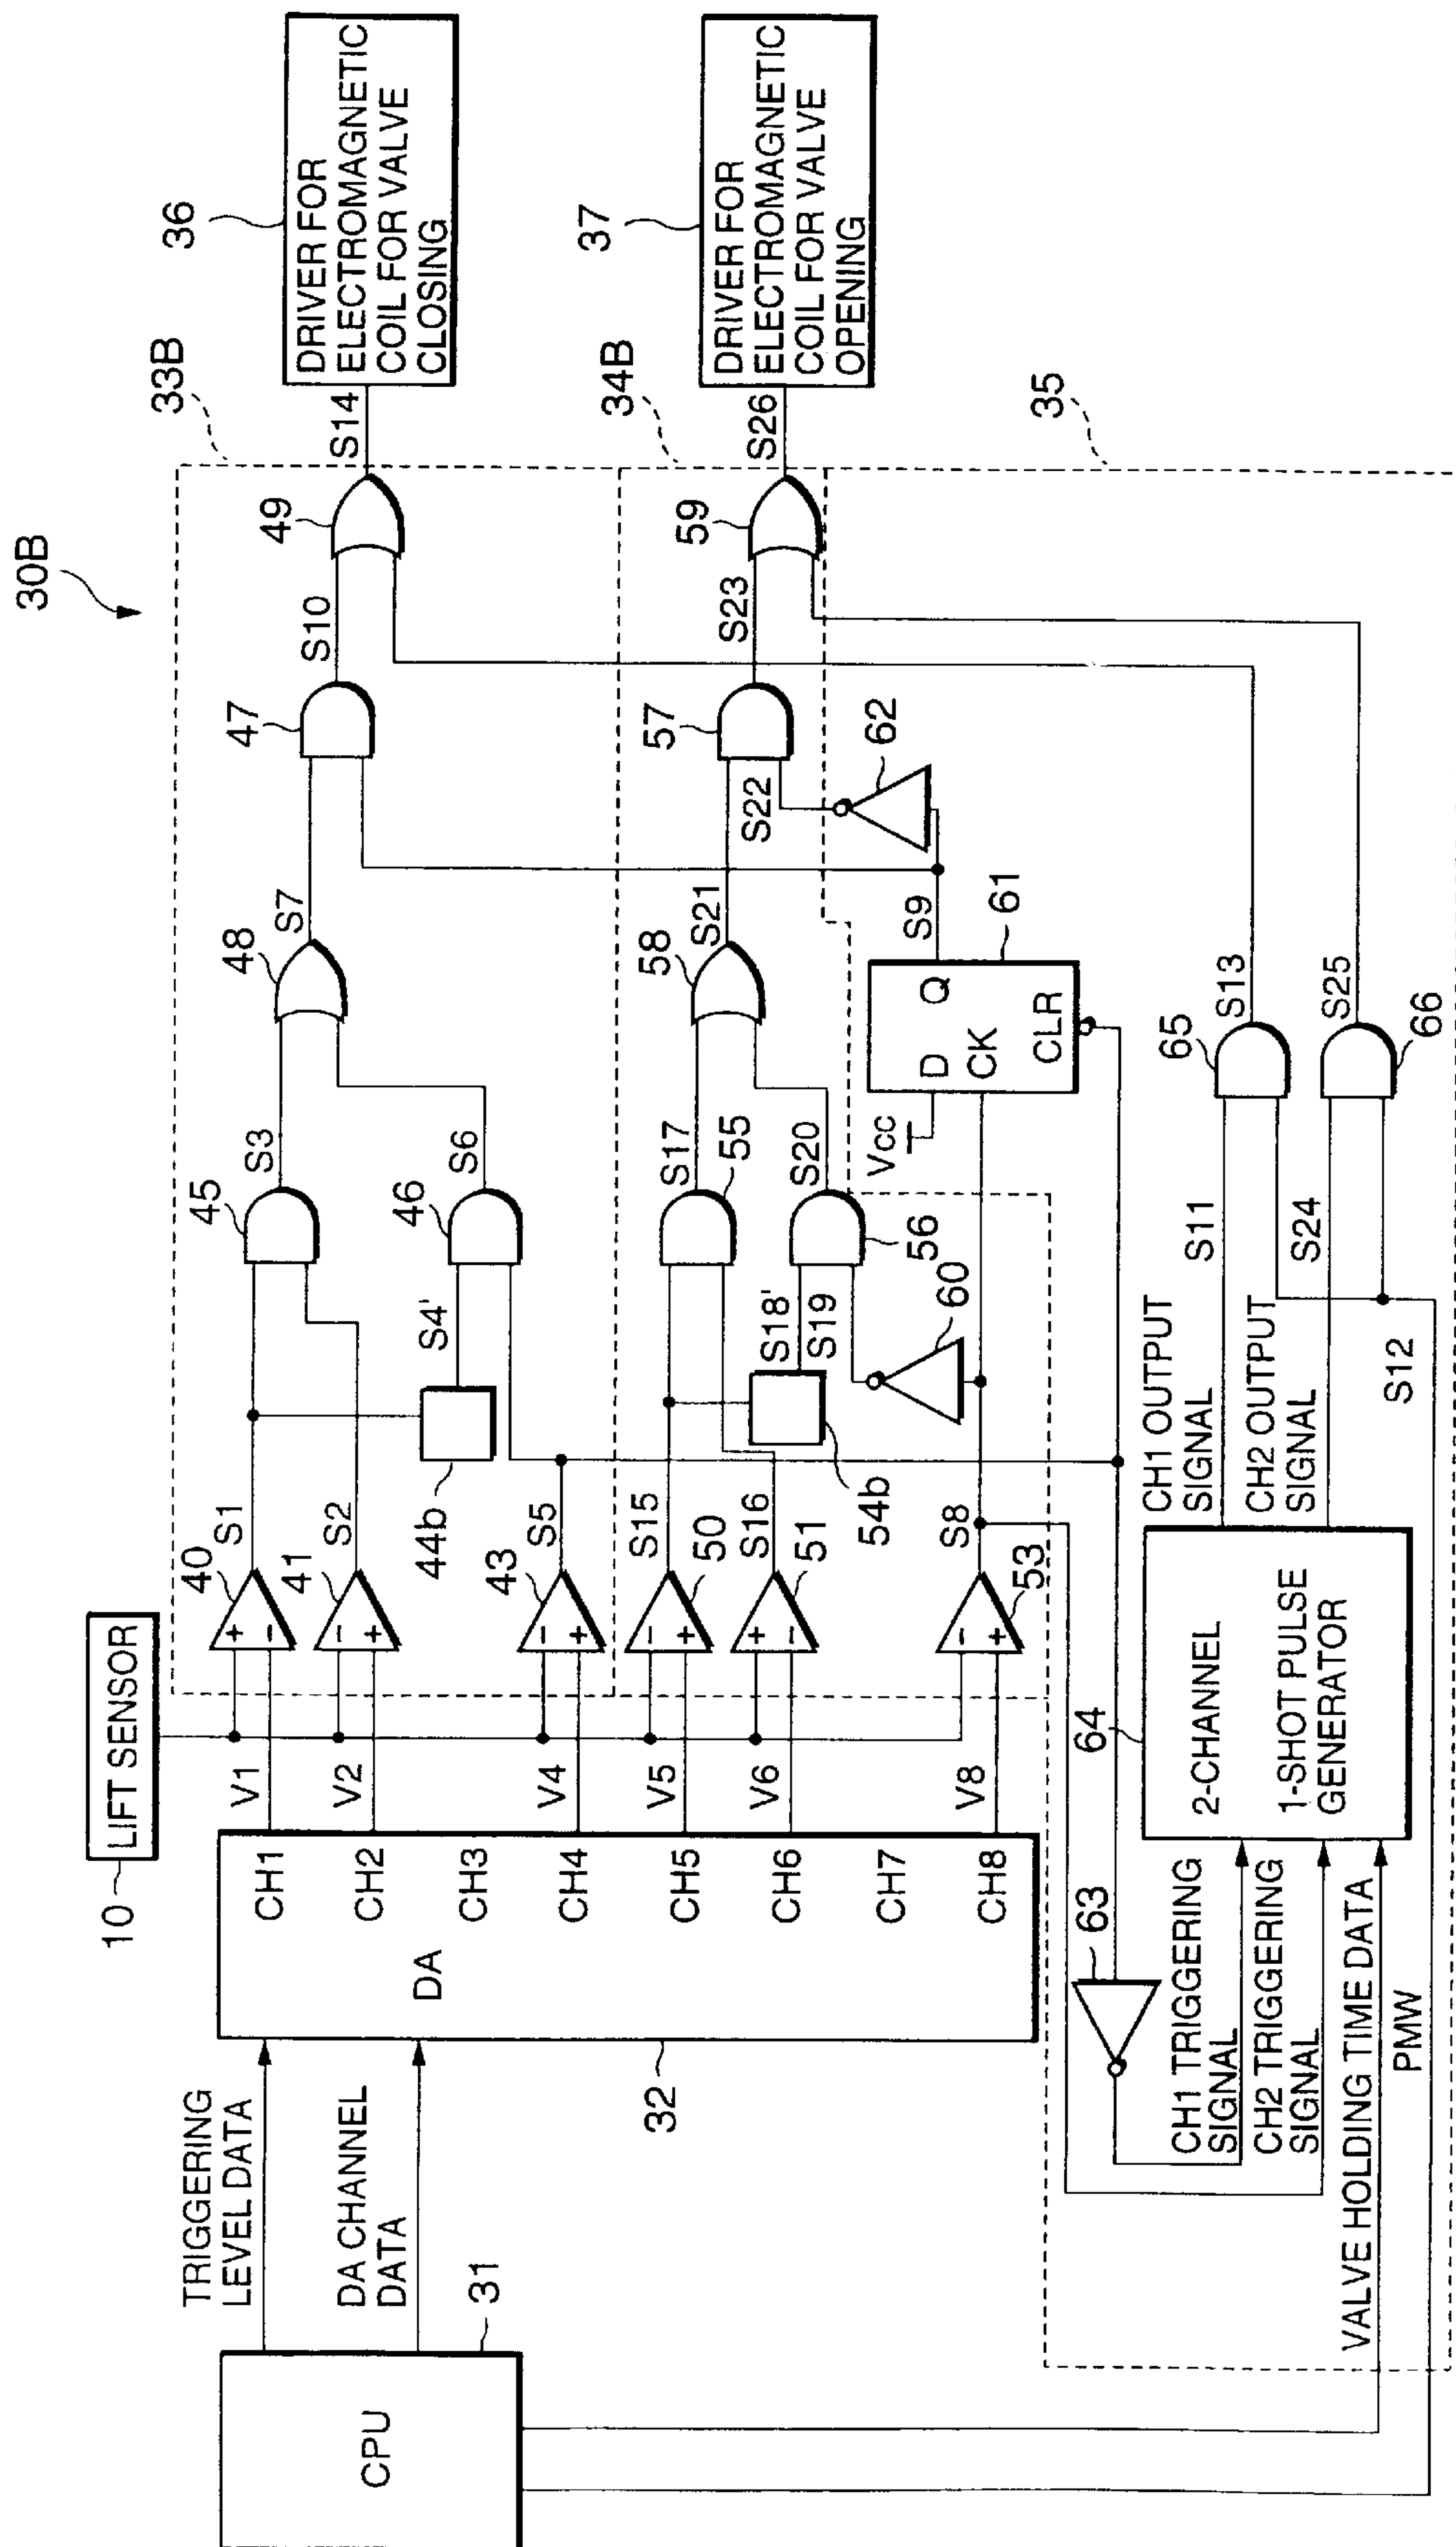 30B
10
LIFT SENSOR
33B
36
DRIVER FOR
ELECTROMAGNETIC
COIL FOR VALVE
CLOSING
S14
49
S10
47
S7
48
S3
45
S6
46
S4'
44b
S1
40
S2
41
S5
43
V1
V2
V4
V5
V6
V8
+
−
−
+
−
+
−
+
+
−
−
+
34B
37
DRIVER FOR
ELECTROMAGNETIC
COIL FOR VALVE
OPENING
S26
59
S23
57
S22
62
S21
58
S17
55
S20
56
S18'
S19
60
54b
S15
50
S16
51
S8
53
TRIGGERING
LEVEL DATA
DA CHANNEL
DATA
CPU
31
DA
32
CH1
CH2
CH3
CH4
CH5
CH6
CH7
CH8
35
S9
61
D Q
CK
CLR
Vcc
63
64
2-CHANNEL
1-SHOT PULSE
GENERATOR
CH1 TRIGGERING
SIGNAL
CH2 TRIGGERING
SIGNAL
VALVE HOLDING TIME DATA
PMW
CH1 OUTPUT
SIGNAL
CH2 OUTPUT
SIGNAL
S11
S24
S12
65
S13
S25
66